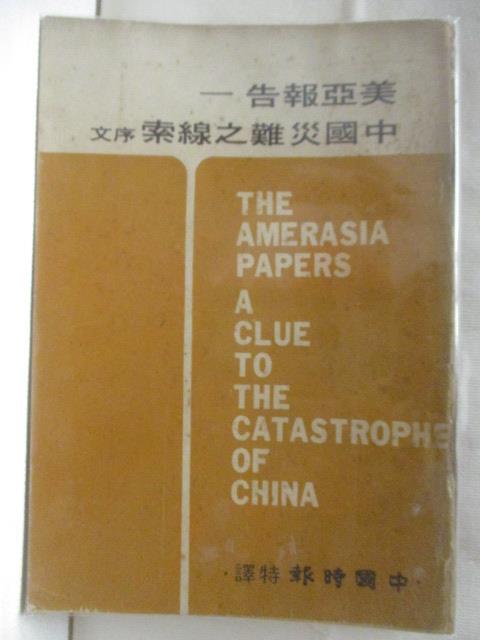 美亞報告一
中國災難之線索 序文
THE
AMERASIA
PAPERS
A
CLUE
TO
THE
CATASTROPHE
OF
CHINA
·中國時報 特譯·